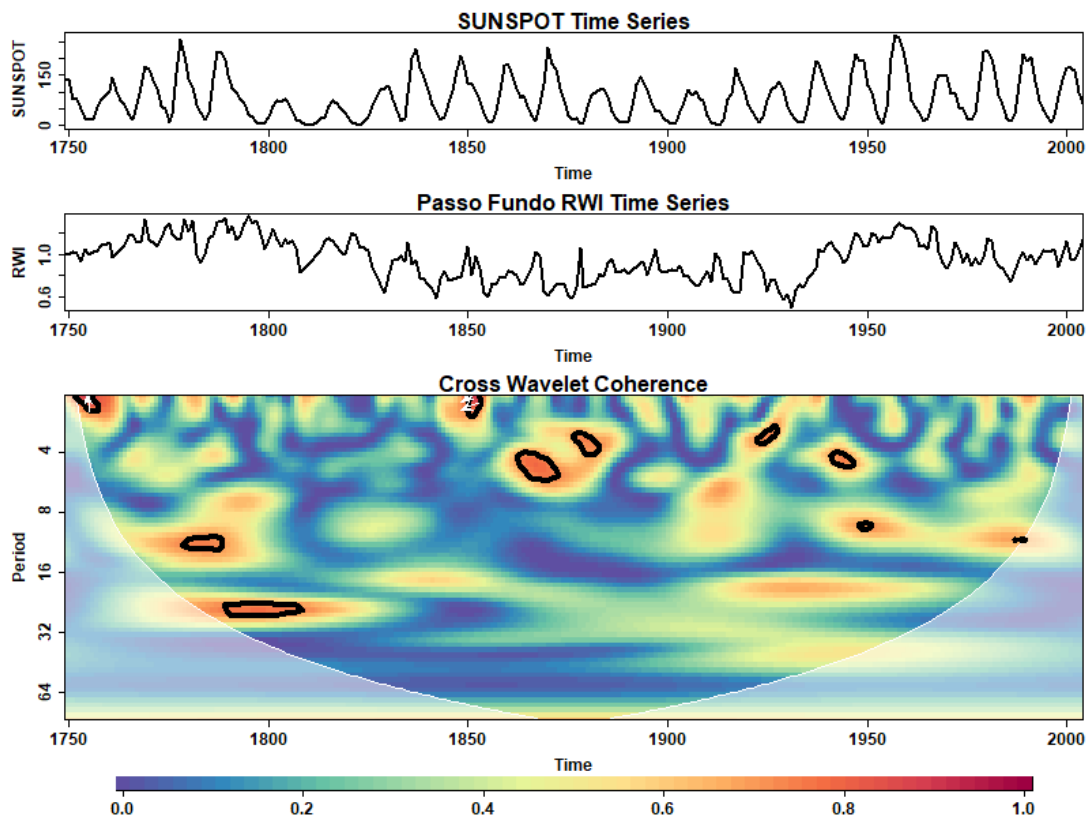 SUNSPOT Time Series
SUNSPOT
150
0
1750 1800 1850 1900 1950 2000
Time
Passo Fundo RWI Time Series
RWI
1.0
0.6
1750 1800 1850 1900 1950 2000
Time
Cross Wavelet Coherence
Period
4
8
16
32
64
1750 1800 1850 1900 1950 2000
Time
0.0 0.2 0.4 0.6 0.8 1.0